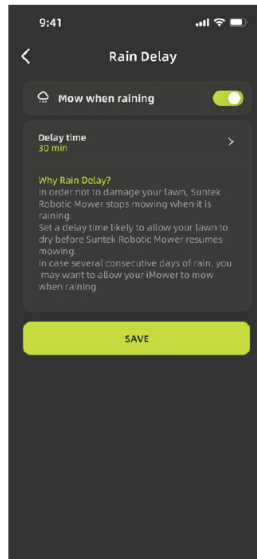 9:41
Rain Delay
Mow when raining
Delay time
30 min
Why Rain Delay?
In order not to damage your lawn, Suntek
Robotic Mower stops mowing when it is
raining.
Set a delay time likely to allow your lawn to
dry before Suntek Robotic Mower resumes
mowing.
In case several consecutive days of rain, you
may want to allow your iMower to mow
when raining.
SAVE